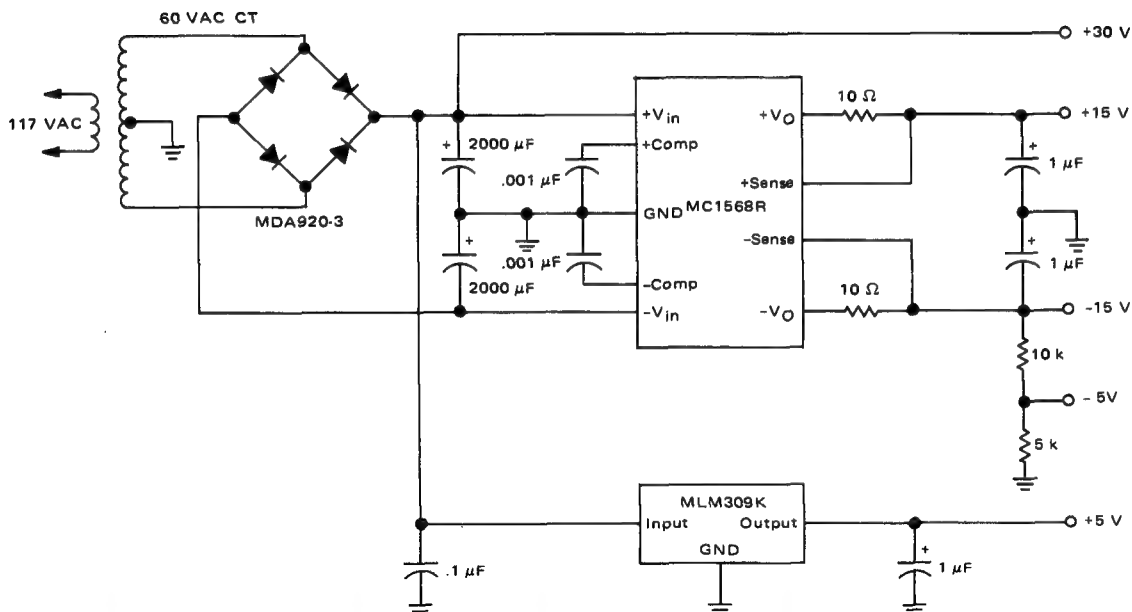 60 VAC CT
+30 V
117 VAC
10 Ω
+15 V
+Vin
+VO
+
2000 µF
+Comp
+
1 µF
.001 µF
+Sense
MDA920-3
GND
MC1568R
+
.001 µF
-Sense
+
1 µF
2000 µF
-Comp
10 Ω
-Vin
-VO
-15 V
10 k
- 5V
5 k
MLM309K
Input
Output
+5 V
GND
+
.1 µF
1 µF